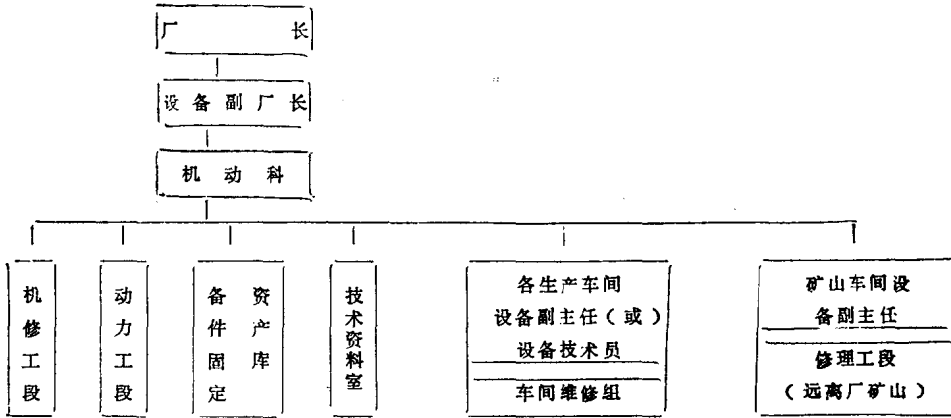 厂长
设备副厂长
机动科
机修工段
动力工段
备件固定
资产库
技术资料室
各生产车间
设备副主任（或）
设备技术员
车间维修组
矿山车间设
备副主任
修理工段
（远离厂矿山）